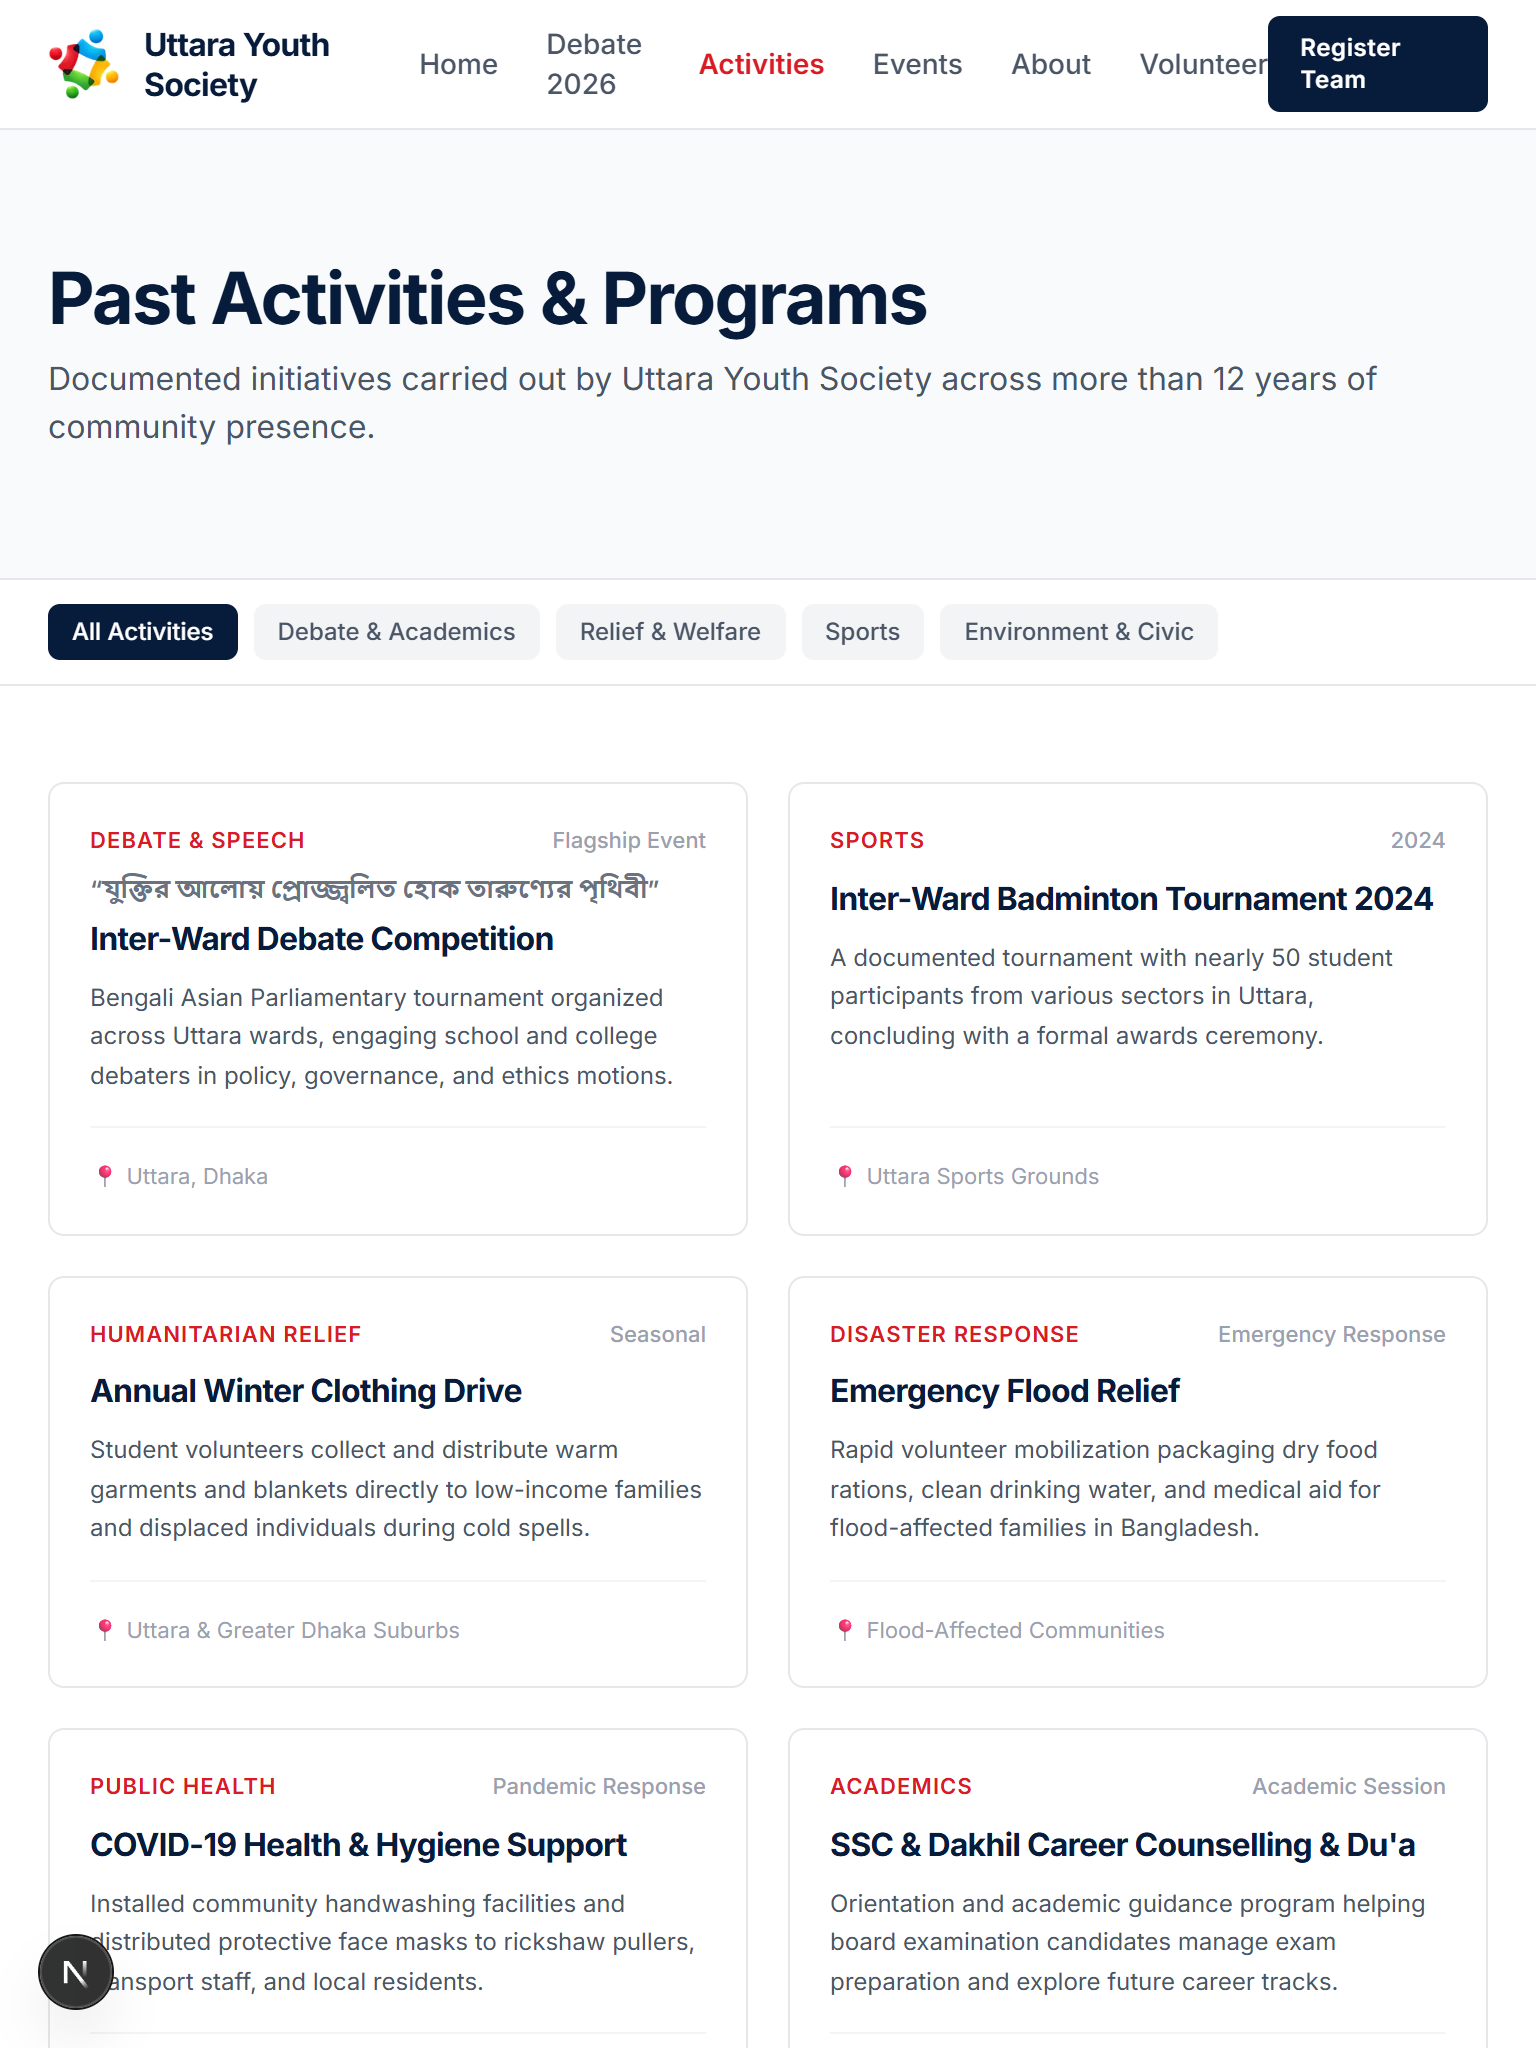 Uttara Youth
Society
Home
Debate
2026
Activities
Events
About
Volunteer
Register
Team
Past Activities & Programs
Documented initiatives carried out by Uttara Youth Society across more than 12 years of
community presence.
All Activities
Debate & Academics
Relief & Welfare
Sports
Environment & Civic
DEBATE & SPEECH
Flagship Event
“যুক্তির আলোয় প্রোজ্জ্বলিত হোক তারুণ্যের পৃথিবী”
Inter-Ward Debate Competition
Bengali Asian Parliamentary tournament organized
across Uttara wards, engaging school and college
debaters in policy, governance, and ethics motions.
Uttara, Dhaka
SPORTS
2024
Inter-Ward Badminton Tournament 2024
A documented tournament with nearly 50 student
participants from various sectors in Uttara,
concluding with a formal awards ceremony.
Uttara Sports Grounds
HUMANITARIAN RELIEF
Seasonal
Annual Winter Clothing Drive
Student volunteers collect and distribute warm
garments and blankets directly to low-income families
and displaced individuals during cold spells.
Uttara & Greater Dhaka Suburbs
DISASTER RESPONSE
Emergency Response
Emergency Flood Relief
Rapid volunteer mobilization packaging dry food
rations, clean drinking water, and medical aid for
flood-affected families in Bangladesh.
Flood-Affected Communities
PUBLIC HEALTH
Pandemic Response
COVID-19 Health & Hygiene Support
Installed community handwashing facilities and
distributed protective face masks to rickshaw pullers,
transport staff, and local residents.
N
ACADEMICS
Academic Session
SSC & Dakhil Career Counselling & Du'a
Orientation and academic guidance program helping
board examination candidates manage exam
preparation and explore future career tracks.